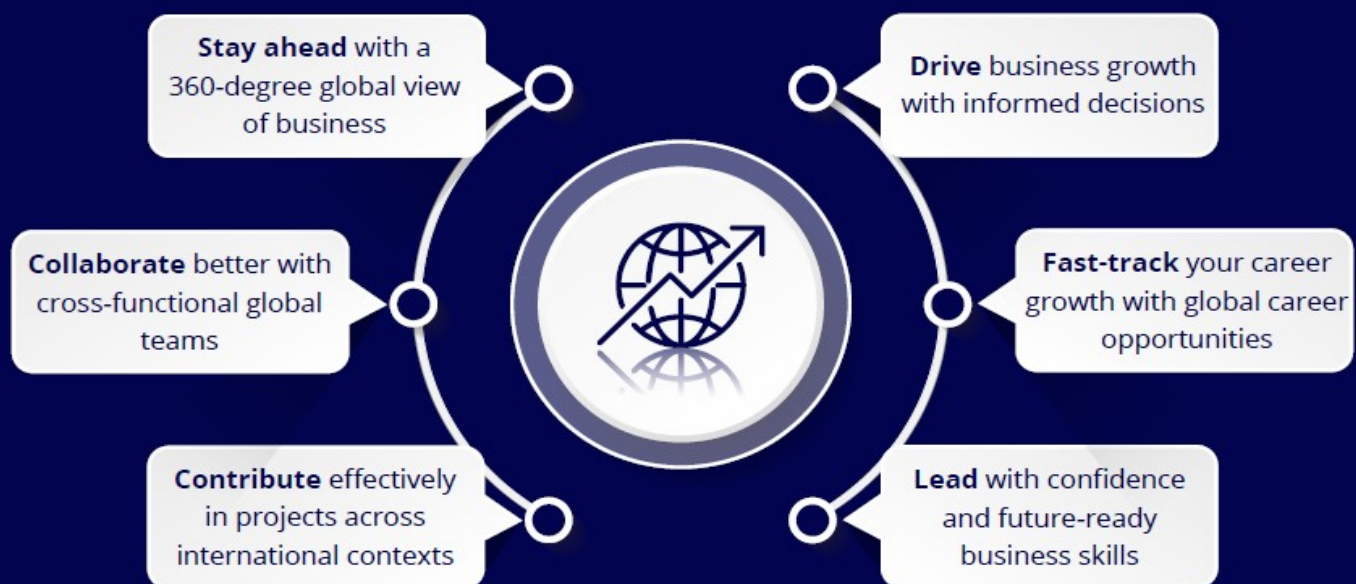 Stay ahead with a
360-degree global view
of business
Drive business growth
with informed decisions
Collaborate better with
cross-functional global
teams
Fast-track your career
growth with global career
opportunities
Contribute effectively
in projects across
international contexts
Lead with confidence
and future-ready
business skills